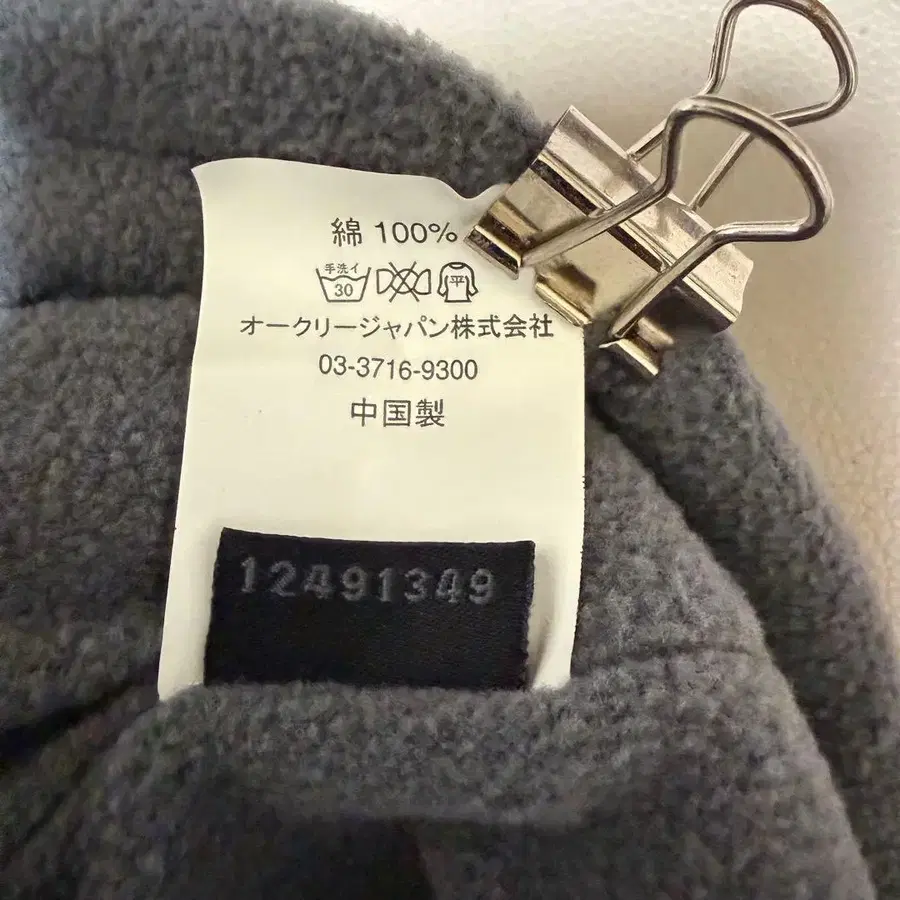 綿 100%
手洗イ
30
平
オークリージャパン株式会社
03-3716-9300
中国製
12491349